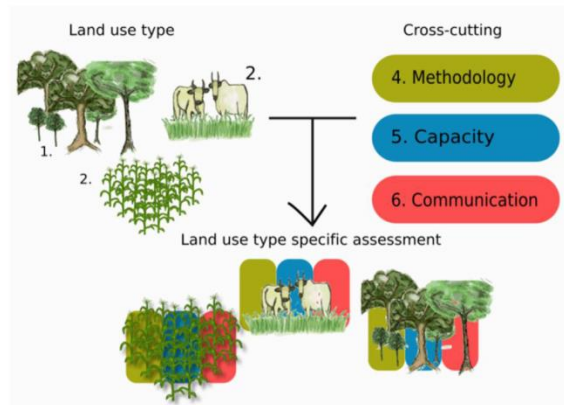 Land use type
Cross-cutting
2.
4. Methodology
1.
5. Capacity
2.
6. Communication
Land use type specific assessment